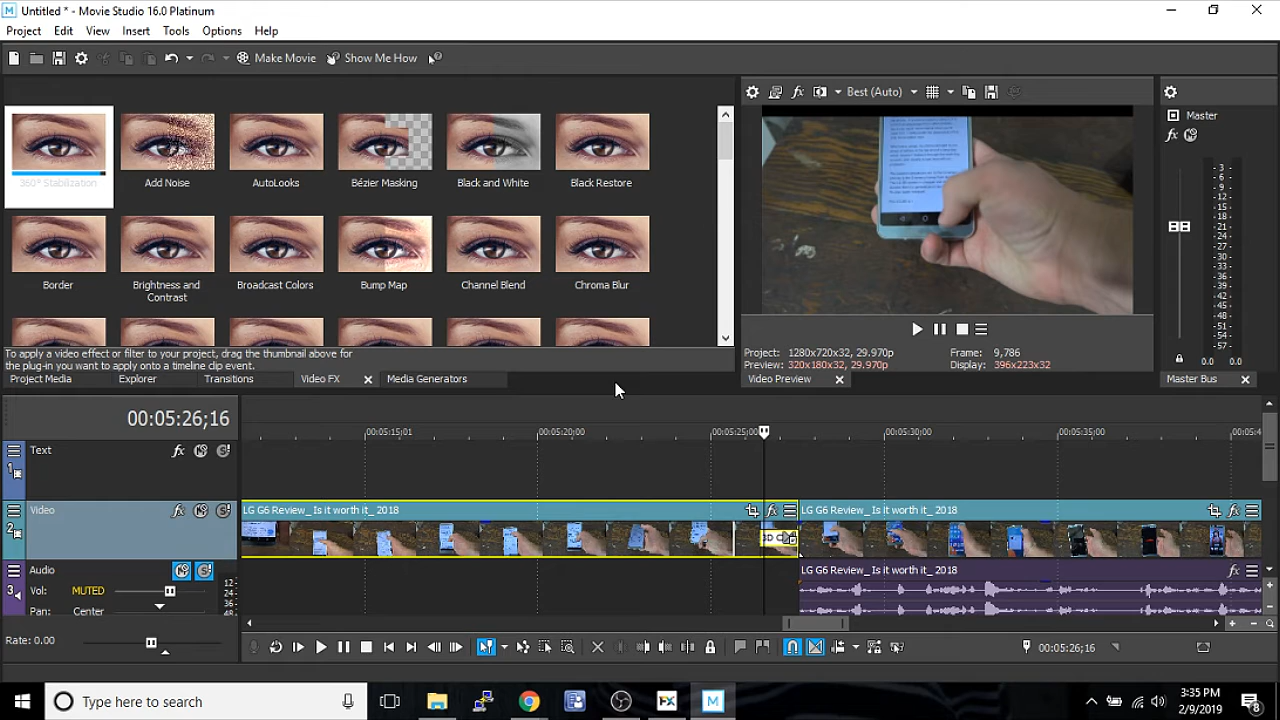 Untitled * - Movie Studio 16.0 Platinum
Project Edit View Insert Tools Options Help
Make Movie Show Me How
Best (Auto)
Master
360° Stabilization Add Noise AutoLooks Bézier Masking Black and White Black Restore
Border Brightness and Contrast Broadcast Colors Bump Map Channel Blend Chroma Blur
-3 -
-6 -
-9 -
-12 -
-15 -
-18 -
-21 -
-24 -
-27 -
-30 -
-33 -
-36 -
-39 -
-42 -
-45 -
-48 -
-51 -
-54 -
-57 -
0.0 0.0
To apply a video effect or filter to your project, drag the thumbnail above for
the plug-in you want to apply onto a timeline clip event.
Project: 1280x720x32, 29.970p Frame: 9,786
Preview: 320x180x32, 29.970p Display: 396x223x32
Project Media Explorer Transitions Video FX Media Generators Video Preview Master Bus
00:05:26;16
00:05:15;01 00:05:20;00 00:05:25;00 00:05:30;00 00:05:35;00 00:05:4
1 Text
2 Video
LG G6 Review_ Is it worth it_ 2018 LG G6 Review_ Is it worth it_ 2018
3D C
3 Audio
LG G6 Review_ Is it worth it_ 2018
Vol: MUTED
Pan: Center
12 -
24 -
36 -
48 -
Rate: 0.00
00:05:26;16
Type here to search
FX
M
3:35 PM
2/9/2019